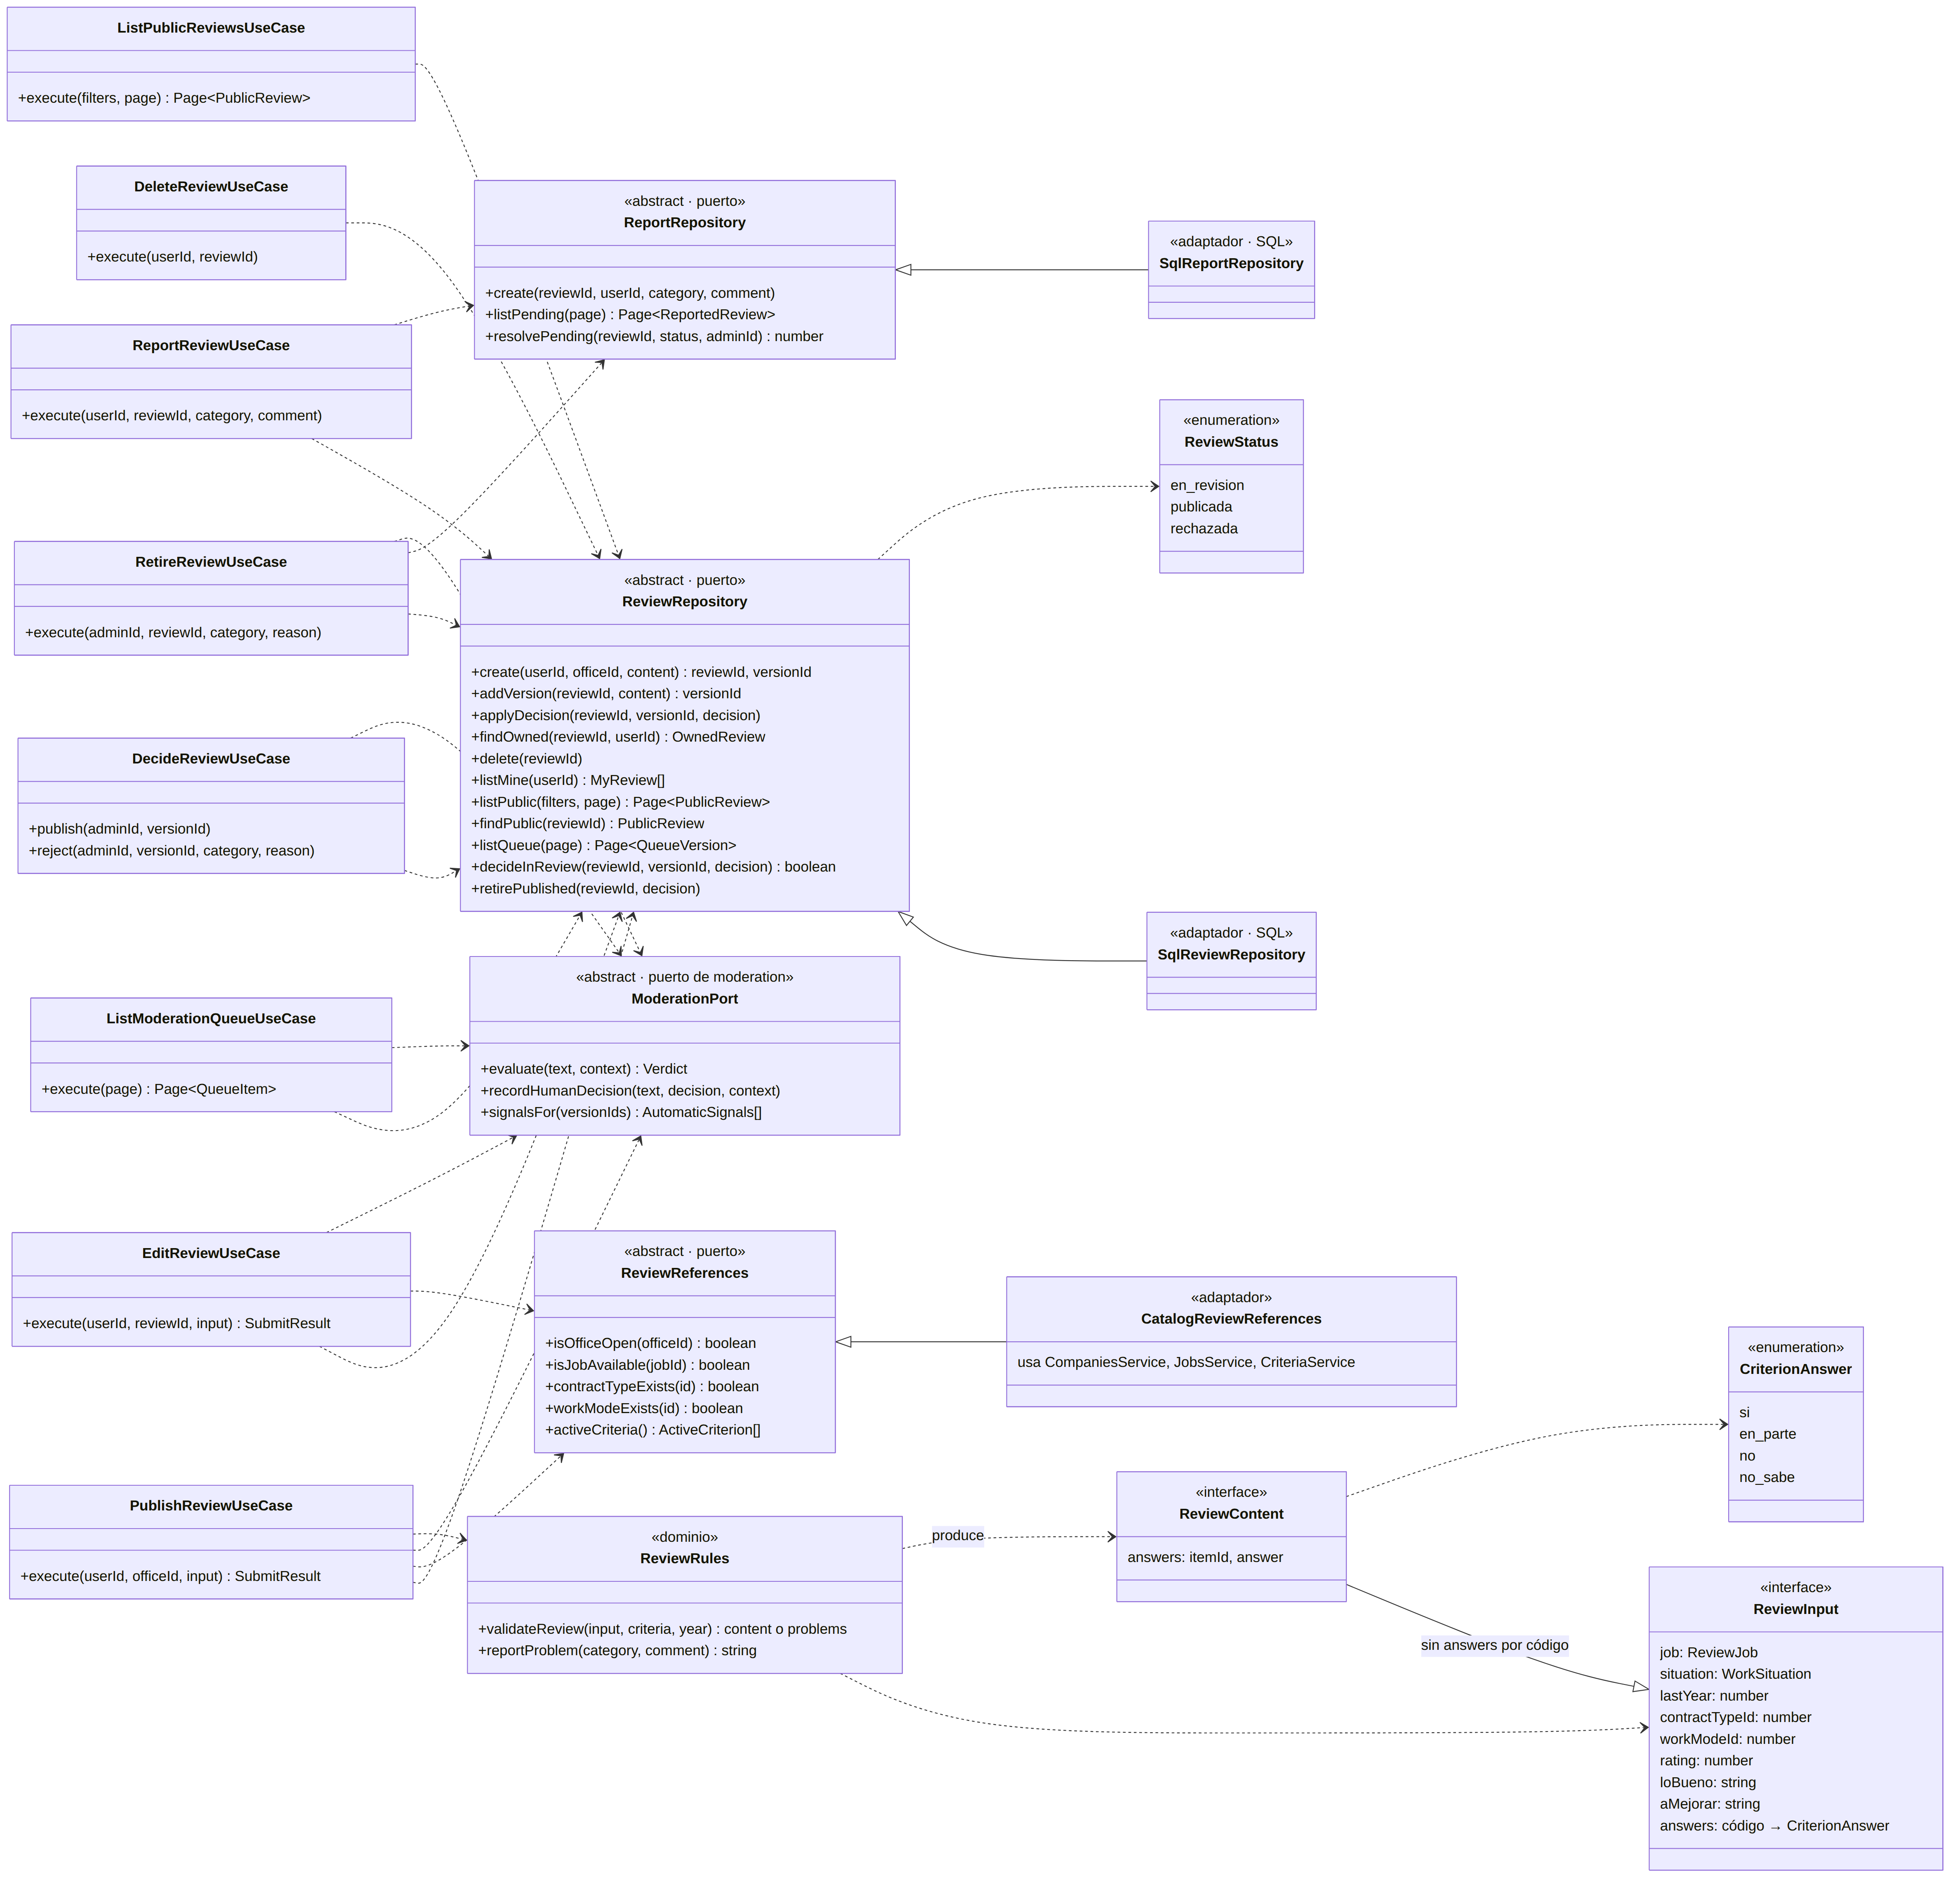 ListPublicReviewsUseCase
+execute(filters, page) : Page<PublicReview>
DeleteReviewUseCase
+execute(userId, reviewId)
ReportReviewUseCase
+execute(userId, reviewId, category, comment)
RetireReviewUseCase
+execute(adminId, reviewId, category, reason)
DecideReviewUseCase
+publish(adminId, versionId)
+reject(adminId, versionId, category, reason)
ListModerationQueueUseCase
+execute(page) : Page<QueueItem>
EditReviewUseCase
+execute(userId, reviewId, input) : SubmitResult
PublishReviewUseCase
+execute(userId, officeId, input) : SubmitResult
«abstract · puerto»
ReportRepository
+create(reviewId, userId, category, comment)
+listPending(page) : Page<ReportedReview>
+resolvePending(reviewId, status, adminId) : number
«abstract · puerto»
ReviewRepository
+create(userId, officeId, content) : reviewId, versionId
+addVersion(reviewId, content) : versionId
+applyDecision(reviewId, versionId, decision)
+findOwned(reviewId, userId) : OwnedReview
+delete(reviewId)
+listMine(userId) : MyReview[]
+listPublic(filters, page) : Page<PublicReview>
+findPublic(reviewId) : PublicReview
+listQueue(page) : Page<QueueVersion>
+decideInReview(reviewId, versionId, decision) : boolean
+retirePublished(reviewId, decision)
«abstract · puerto de moderation»
ModerationPort
+evaluate(text, context) : Verdict
+recordHumanDecision(text, decision, context)
+signalsFor(versionIds) : AutomaticSignals[]
«abstract · puerto»
ReviewReferences
+isOfficeOpen(officeId) : boolean
+isJobAvailable(jobId) : boolean
+contractTypeExists(id) : boolean
+workModeExists(id) : boolean
+activeCriteria() : ActiveCriterion[]
«dominio»
ReviewRules
+validateReview(input, criteria, year) : content o problems
+reportProblem(category, comment) : string
«adaptador · SQL»
SqlReportRepository
«enumeration»
ReviewStatus
en_revision
publicada
rechazada
«adaptador · SQL»
SqlReviewRepository
«adaptador»
CatalogReviewReferences
usa CompaniesService, JobsService, CriteriaService
produce
«interface»
ReviewContent
answers: itemId, answer
sin answers por código
«enumeration»
CriterionAnswer
si
en_parte
no
no_sabe
«interface»
ReviewInput
job: ReviewJob
situation: WorkSituation
lastYear: number
contractTypeId: number
workModeId: number
rating: number
loBueno: string
aMejorar: string
answers: código → CriterionAnswer